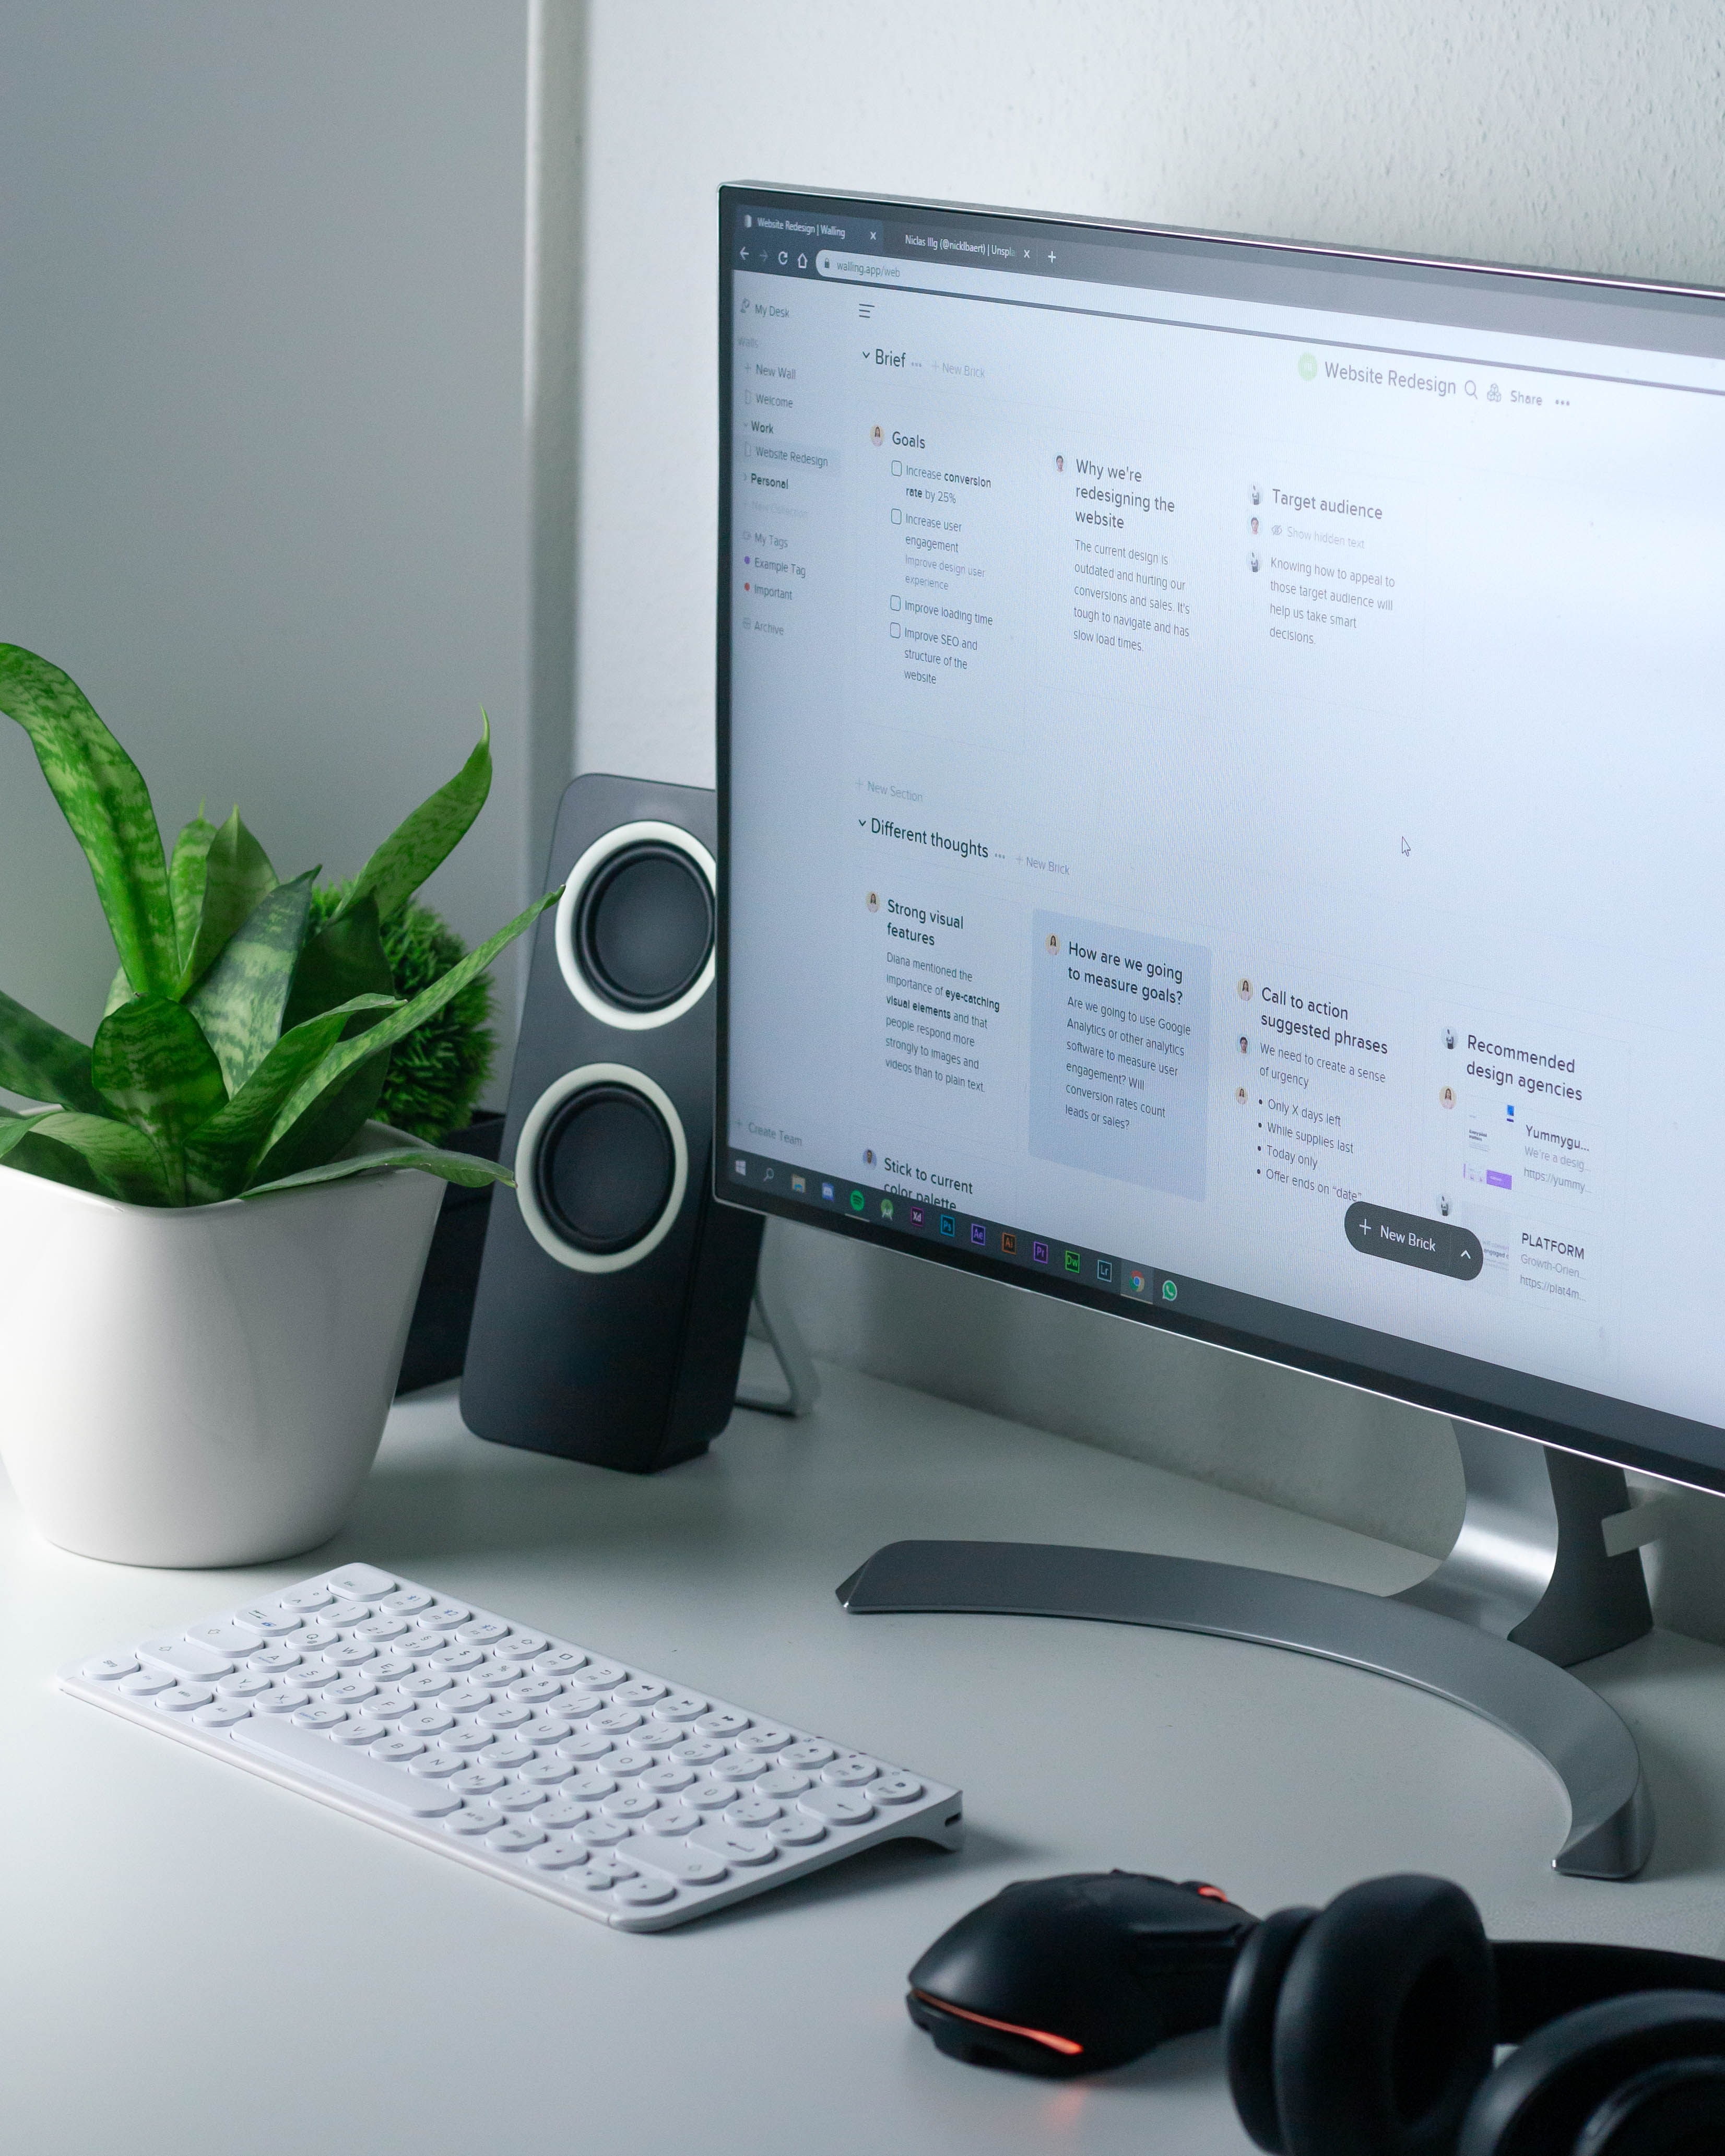 Website Redesign | Walling
Niclas Illg (@nicklbaert) | Unspla
walling.app/web
My Desk
Walls
+ New Wall
Welcome
Work
Website Redesign
Personal
+ New Collection
My Tags
Example Tag
Important
Archive
+ Create Team
Website Redesign
Share
Brief
+ New Brick
Goals
Increase conversion
rate by 25%
Increase user
engagement
Improve design user
experience
Improve loading time
Improve SEO and
structure of the
website
Why we're
redesigning the
website
The current design is
outdated and hurting our
conversions and sales. It's
tough to navigate and has
slow load times.
Target audience
Show hidden text
Knowing how to appeal to
those target audience will
help us take smart
decisions.
+ New Section
Different thoughts
+ New Brick
Strong visual
features
Diana mentioned the
importance of eye-catching
visual elements and that
people respond more
strongly to images and
videos than to plain text.
How are we going
to measure goals?
Are we going to use Google
Analytics or other analytics
software to measure user
engagement? Will
conversion rates count
leads or sales?
Call to action
suggested phrases
We need to create a sense
of urgency
• Only X days left
• While supplies last
• Today only
• Offer ends on "date"
Recommended
design agencies
Yummygu...
We're a desig...
https://yummy...
PLATFORM
Growth-Orien...
https://plat4m...
Stick to current
color palette
+ New Brick
Xd
Ps
Ae
Ai
Pr
Dw
Lr
Q W E R T Z U I O P Ü
A S D F G H J K L Ö Ä
Y X C V B N M